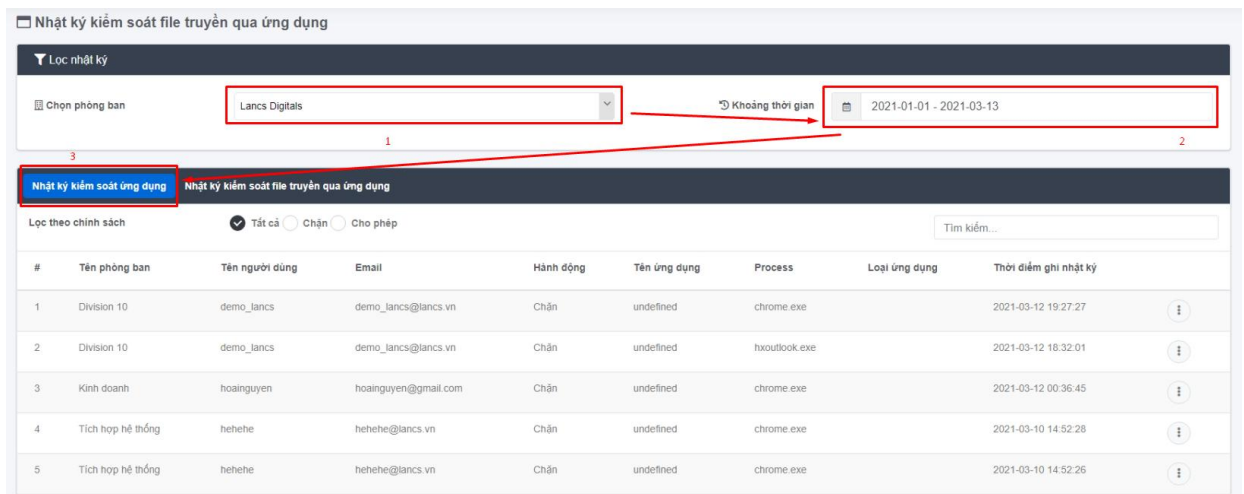 Nhật ký kiểm soát file truyền qua ứng dụng
Lọc nhật ký
Chọn phòng ban Lancs Digitals Khoảng thời gian 2021-01-01 - 2021-03-13
1 2
3
Nhật ký kiểm soát ứng dụng Nhật ký kiểm soát file truyền qua ứng dụng
Lọc theo chính sách Tất cả Chặn Cho phép Tìm kiếm...
# Tên phòng ban Tên người dùng Email Hành động Tên ứng dụng Process Loại ứng dụng Thời điểm ghi nhật ký
1 Division 10 demo_lancs demo_lancs@lancs.vn Chặn undefined chrome.exe 2021-03-12 19:27:27
2 Division 10 demo_lancs demo_lancs@lancs.vn Chặn undefined hxoutlook.exe 2021-03-12 18:32:01
3 Kinh doanh hoainguyen hoainguyen@gmail.com Chặn undefined chrome.exe 2021-03-12 00:36:45
4 Tích hợp hệ thống hehehe hehehe@lancs.vn Chặn undefined chrome.exe 2021-03-10 14:52:28
5 Tích hợp hệ thống hehehe hehehe@lancs.vn Chặn undefined chrome.exe 2021-03-10 14:52:26